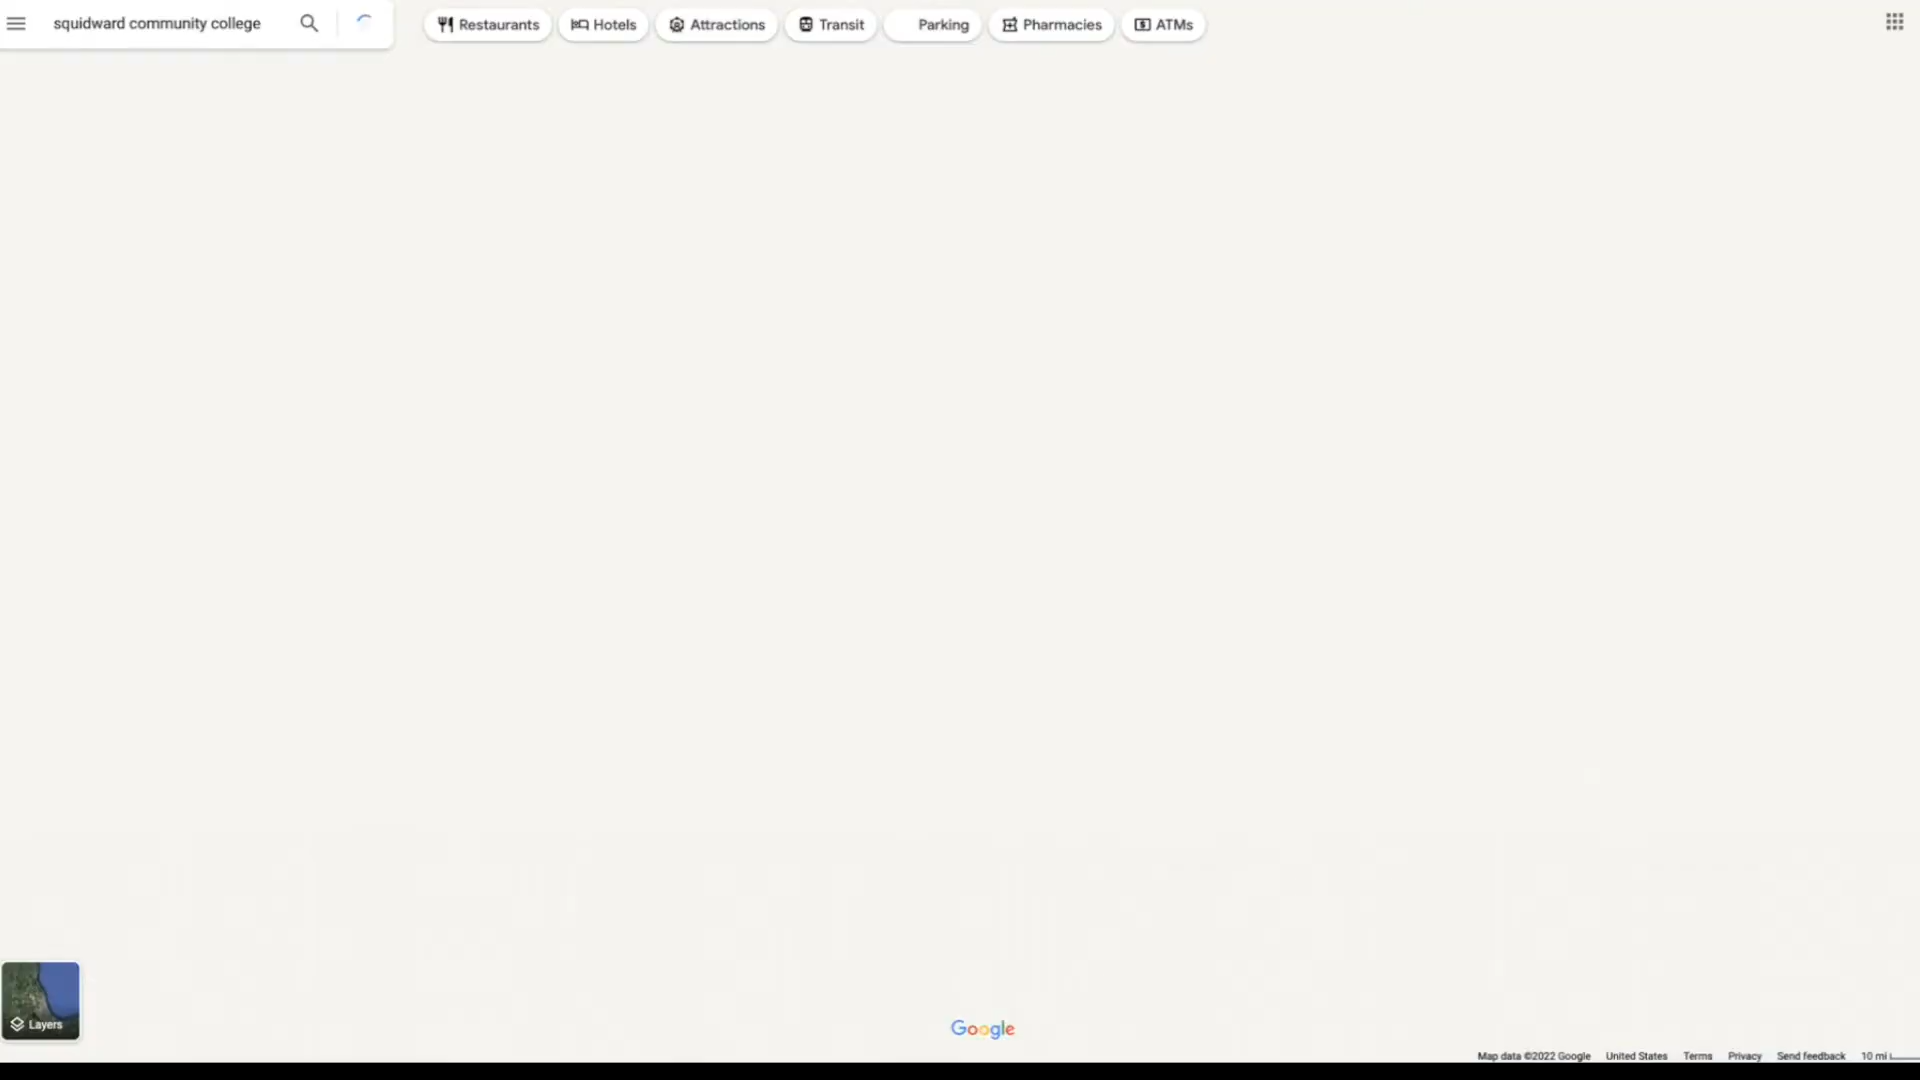 squidward community college
Restaurants
Hotels
Attractions
Transit
Parking
Pharmacies
ATMs
Layers
Google
Map data ©2022 Google
United States
Terms
Privacy
Send feedback
10 mi